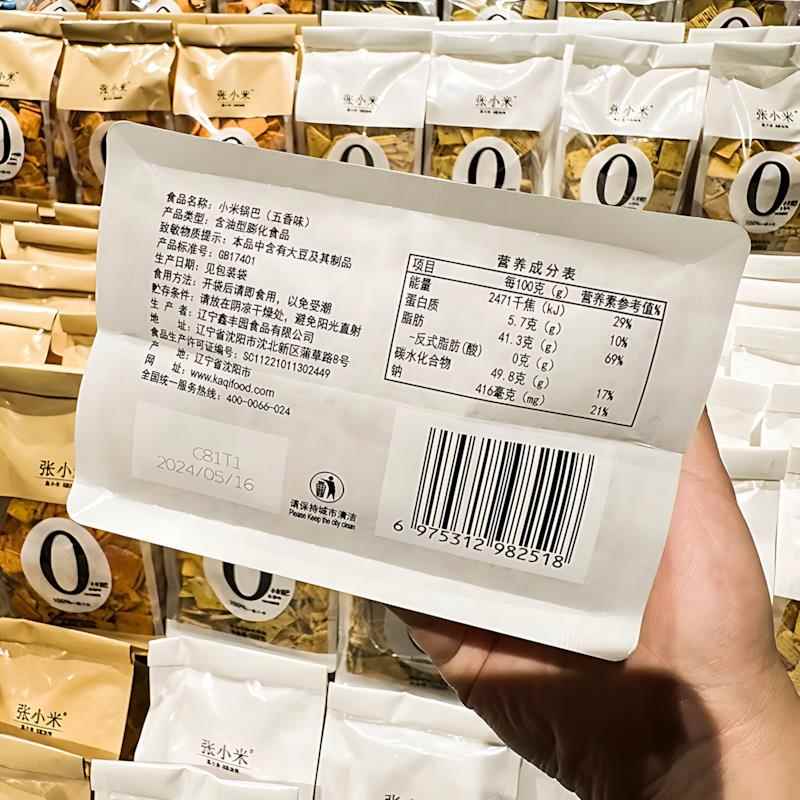 张小米
张小米
张小米
张小米
张小米
张小米
食品名称：小米锅巴（五香味）
产品类型：含油型膨化食品
致敏物质提示：本品中含有大豆及其制品
产品标准号：GB17401
生产日期：见包装袋
食用方法：开袋后请即食用，以免受潮
贮存条件：请放在阴凉干燥处，避免阳光直射
生 产 者：辽宁鑫丰园食品有限公司
地 址：辽宁省沈阳市沈北新区蒲草路8号
食品生产许可证编号：SC11221011302449
产 地：辽宁省沈阳市
网 址：www.kaqifood.com
全国统一服务热线：400-0066-024
营养成分表
项目 每100克（g） 营养素参考值%
能量 2471千焦（kJ） 29%
蛋白质 5.7克（g） 10%
脂肪 41.3克（g） 69%
-反式脂肪(酸) 0克（g）
碳水化合物 49.8克（g） 17%
钠 416毫克（mg） 21%
C81T1
2024/05/16
请保持城市清洁
Please Keep the city clean
6 975312 982518
张小
0
0
张小米
张小米